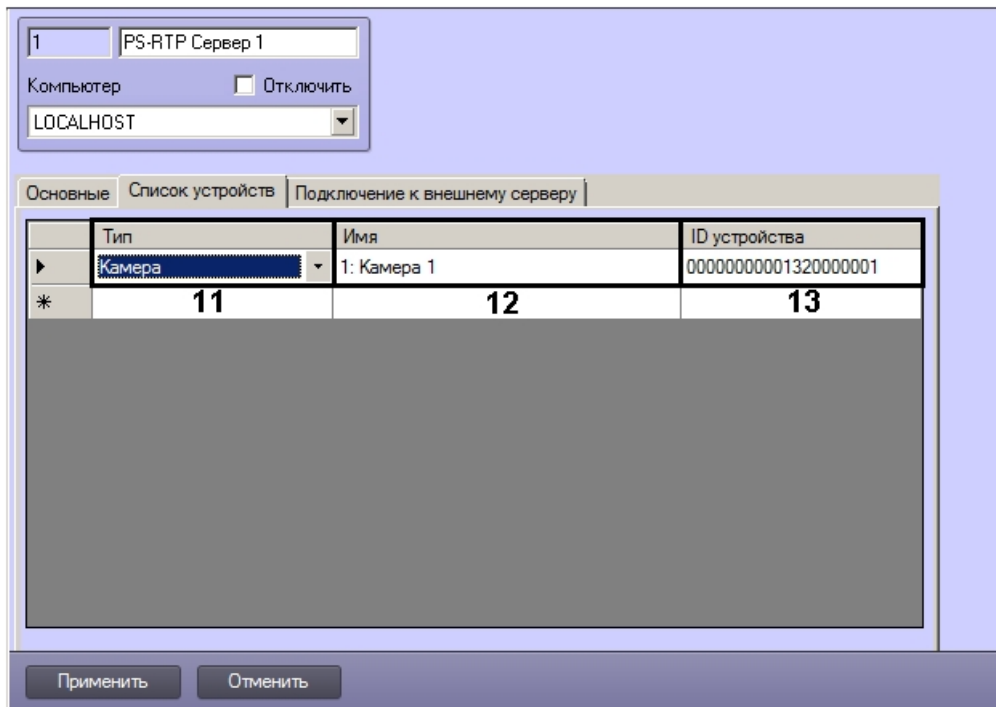 1 PS-RTP Сервер 1
Компьютер Отключить
LOCALHOST
Основные Список устройств Подключение к внешнему серверу
Тип Имя ID устройства
Камера 1: Камера 1 00000000001320000001
11 12 13
Применить Отменить